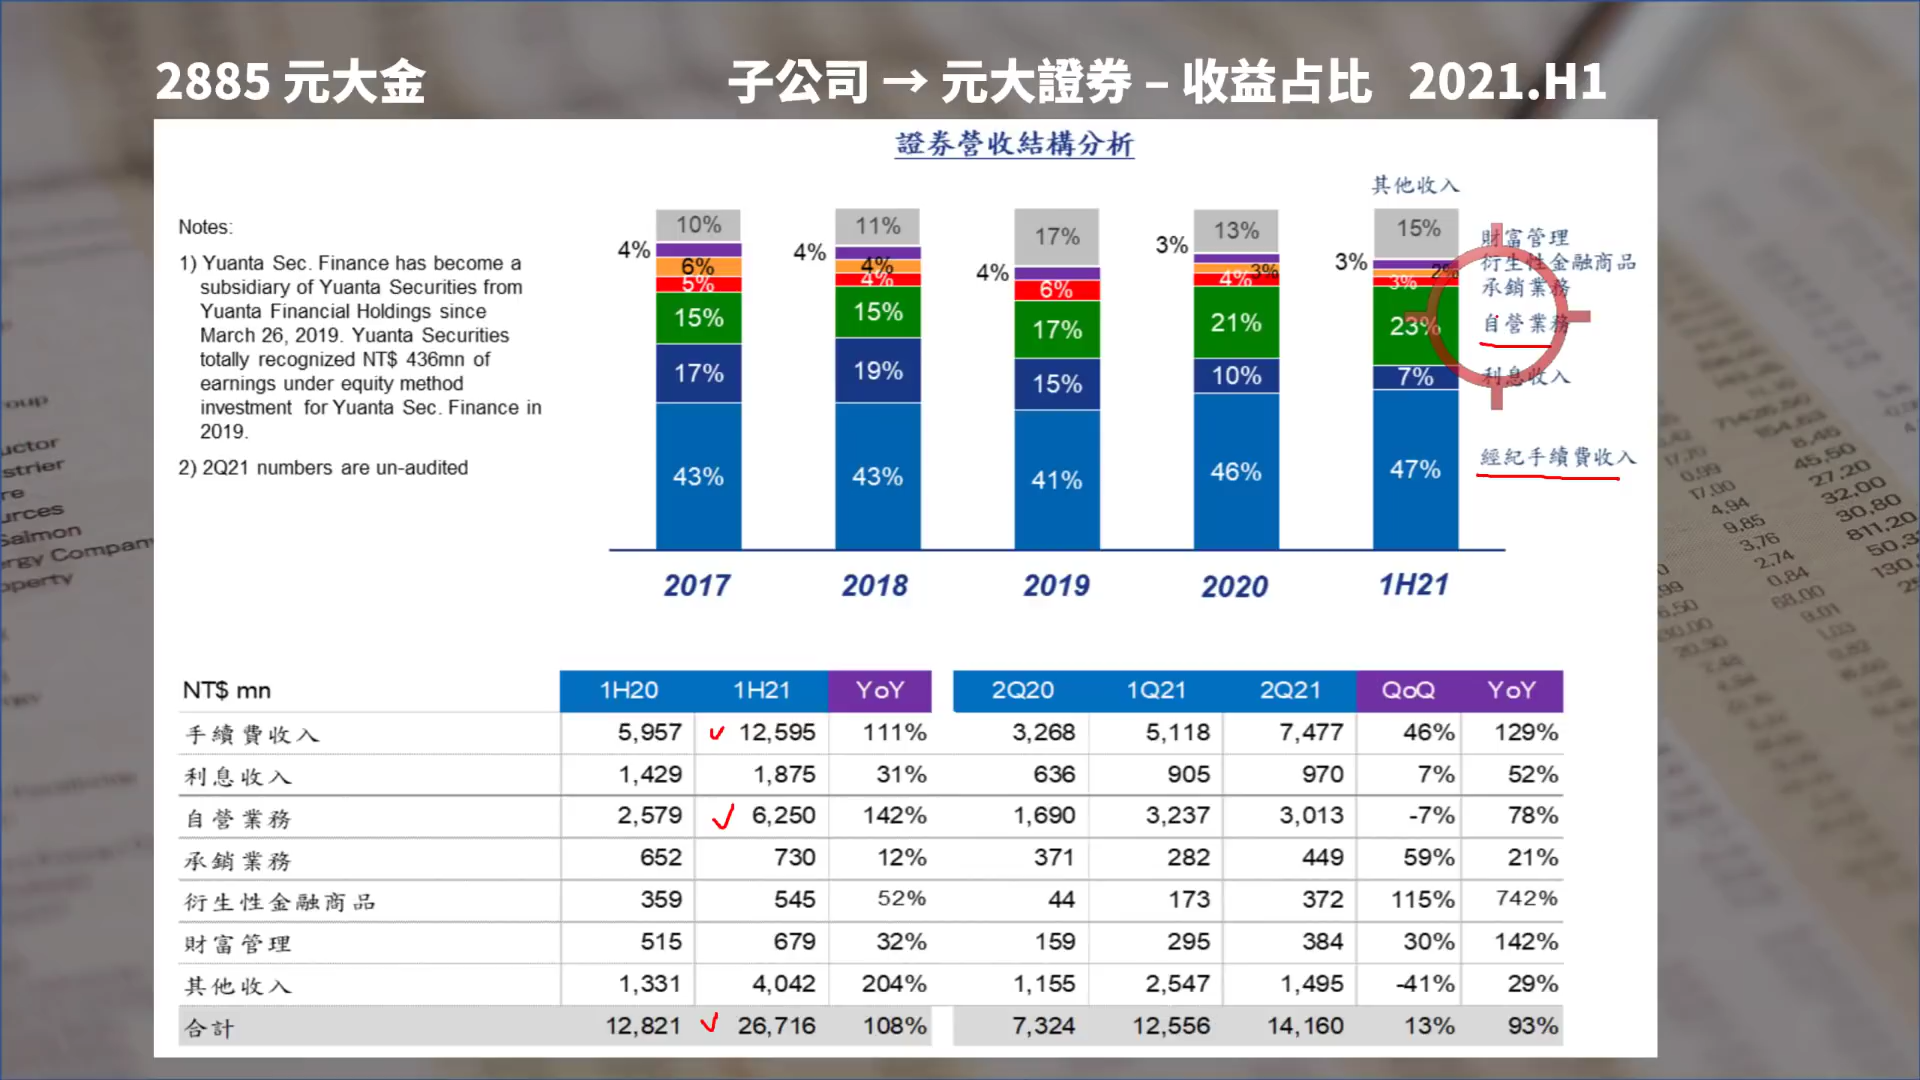 2885 元大金 子公司 → 元大證券 – 收益占比 2021.H1
證券營收結構分析
Notes:
1) Yuanta Sec. Finance has become a
subsidiary of Yuanta Securities from
Yuanta Financial Holdings since
March 26, 2019. Yuanta Securities
totally recognized NT$ 436mn of
earnings under equity method
investment for Yuanta Sec. Finance in
2019.
2) 2Q21 numbers are un-audited
其他收入
10% 11% 17% 13% 15%
財富管理
4% 4% 4% 3% 3%
衍生性金融商品
6% 4% 3% 2%
承銷業務
5% 4% 6% 4% 3%
自營業務
15% 15% 17% 21% 23%
利息收入
17% 19% 15% 10% 7%
經紀手續費收入
43% 43% 41% 46% 47%
2017 2018 2019 2020 1H21
NT$ mn 1H20 1H21 YoY 2Q20 1Q21 2Q21 QoQ YoY
手續費收入 5,957 12,595 111% 3,268 5,118 7,477 46% 129%
利息收入 1,429 1,875 31% 636 905 970 7% 52%
自營業務 2,579 6,250 142% 1,690 3,237 3,013 -7% 78%
承銷業務 652 730 12% 371 282 449 59% 21%
衍生性金融商品 359 545 52% 44 173 372 115% 742%
財富管理 515 679 32% 159 295 384 30% 142%
其他收入 1,331 4,042 204% 1,155 2,547 1,495 -41% 29%
合計 12,821 26,716 108% 7,324 12,556 14,160 13% 93%